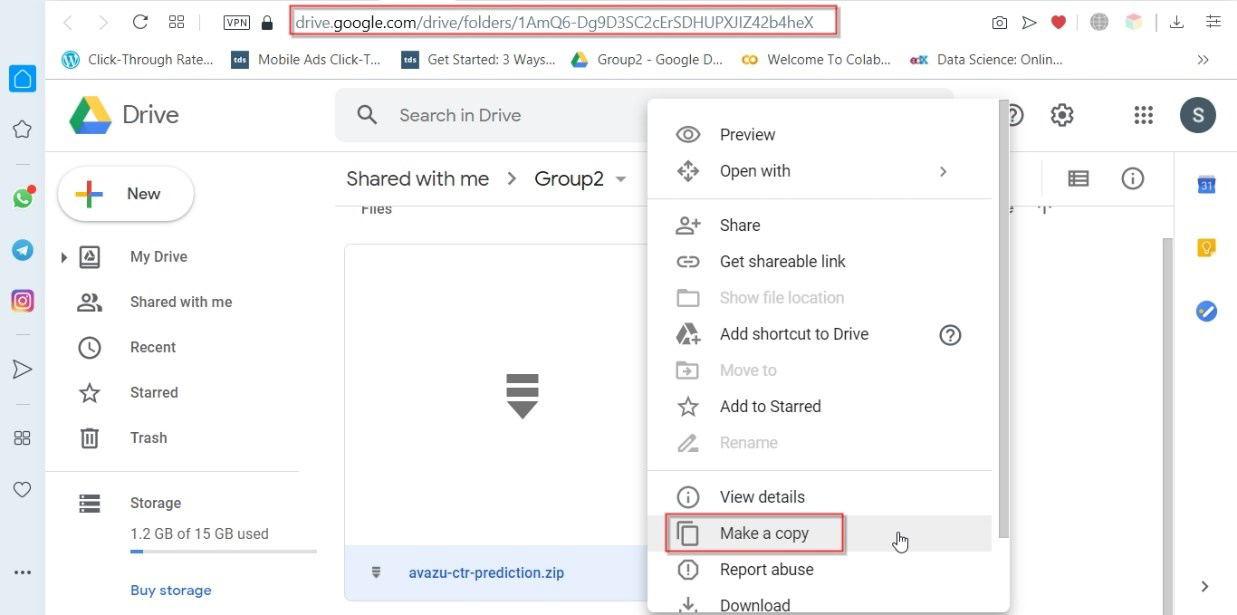 VPN
drive.google.com/drive/folders/1AmQ6-Dg9D3SC2cErSDHUPXJIZ42b4heX
Click-Through Rate...
tds
Mobile Ads Click-T...
tds
Get Started: 3 Ways...
Group2 - Google D...
CO
Welcome To Colab...
edX
Data Science: Onlin...
Drive
Search in Drive
S
New
Shared with me > Group2
Files
31
My Drive
Shared with me
Recent
Starred
Trash
Storage
1.2 GB of 15 GB used
Buy storage
avazu-ctr-prediction.zip
Preview
Open with
Share
Get shareable link
Show file location
Add shortcut to Drive
Move to
Add to Starred
Rename
View details
Make a copy
Report abuse
Download